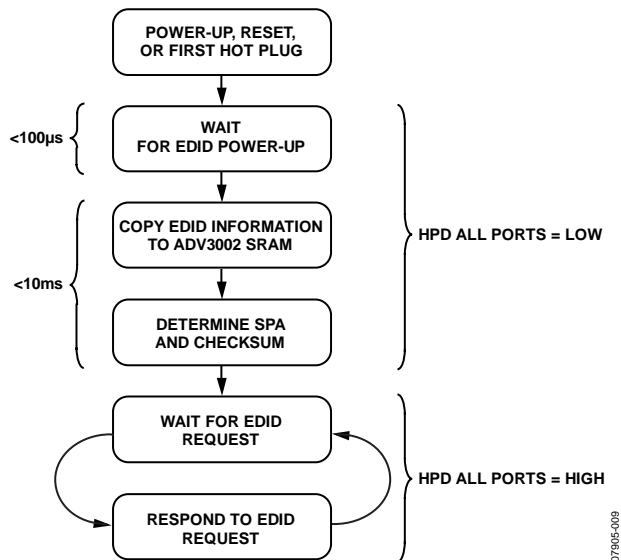 POWER-UP, RESET,
OR FIRST HOT PLUG
<100µs
WAIT
FOR EDID POWER-UP
COPY EDID INFORMATION
TO ADV3002 SRAM
HPD ALL PORTS = LOW
<10ms
DETERMINE SPA
AND CHECKSUM
WAIT FOR EDID
REQUEST
HPD ALL PORTS = HIGH
RESPOND TO EDID
REQUEST
07905-009